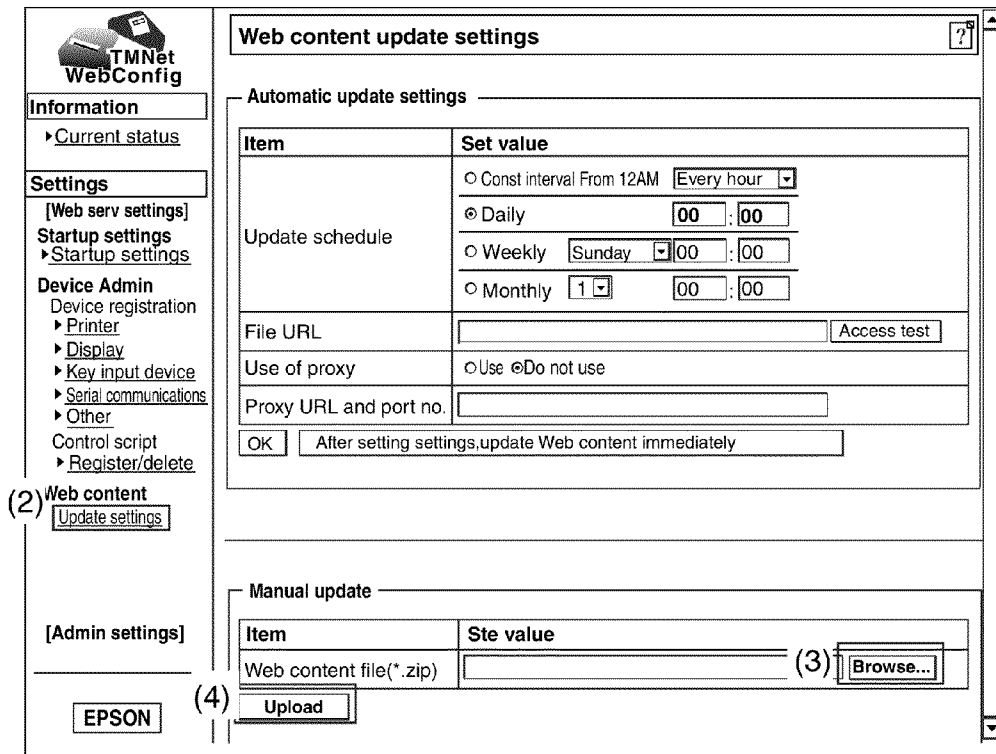 TMNet
WebConfig
Information
Current status
Settings
[Web serv settings]
Startup settings
Startup settings
Device Admin
Device registration
Printer
Display
Key input device
Serial communications
Other
Control script
Register/delete
(2) Web content
Update settings
[Admin settings]
EPSON
Web content update settings ?
Automatic update settings
Item Set value
Update schedule
Const interval From 12AM Every hour
Daily 00 : 00
Weekly Sunday 00 : 00
Monthly 1 00 : 00
File URL Access test
Use of proxy Use Do not use
Proxy URL and port no.
OK After setting settings,update Web content immediately
Manual update
Item Ste value
Web content file(*.zip) (3) Browse...
(4) Upload